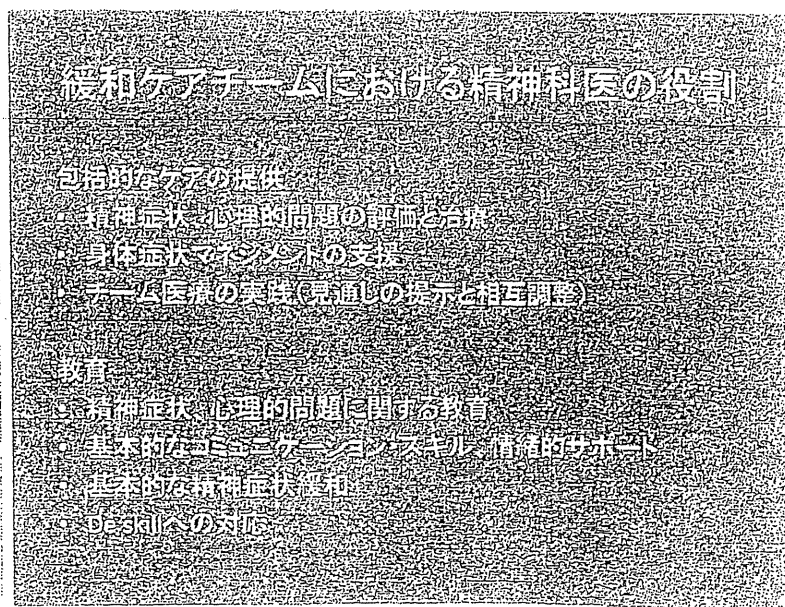 緩和ケアチームにおける精神科医の役割
包括的なケアの提供
・ 精神症状、心理的問題の評価と治療
・ 身体症状マネジメントの支援
・ チーム医療の実践(見通しの提示と相互調整)
教育
・ 精神症状、心理的問題に関する教育
・ 基本的なコミュニケーション・スキル、情緒的サポート
・ 基本的な精神症状緩和
・ De-skillへの対応